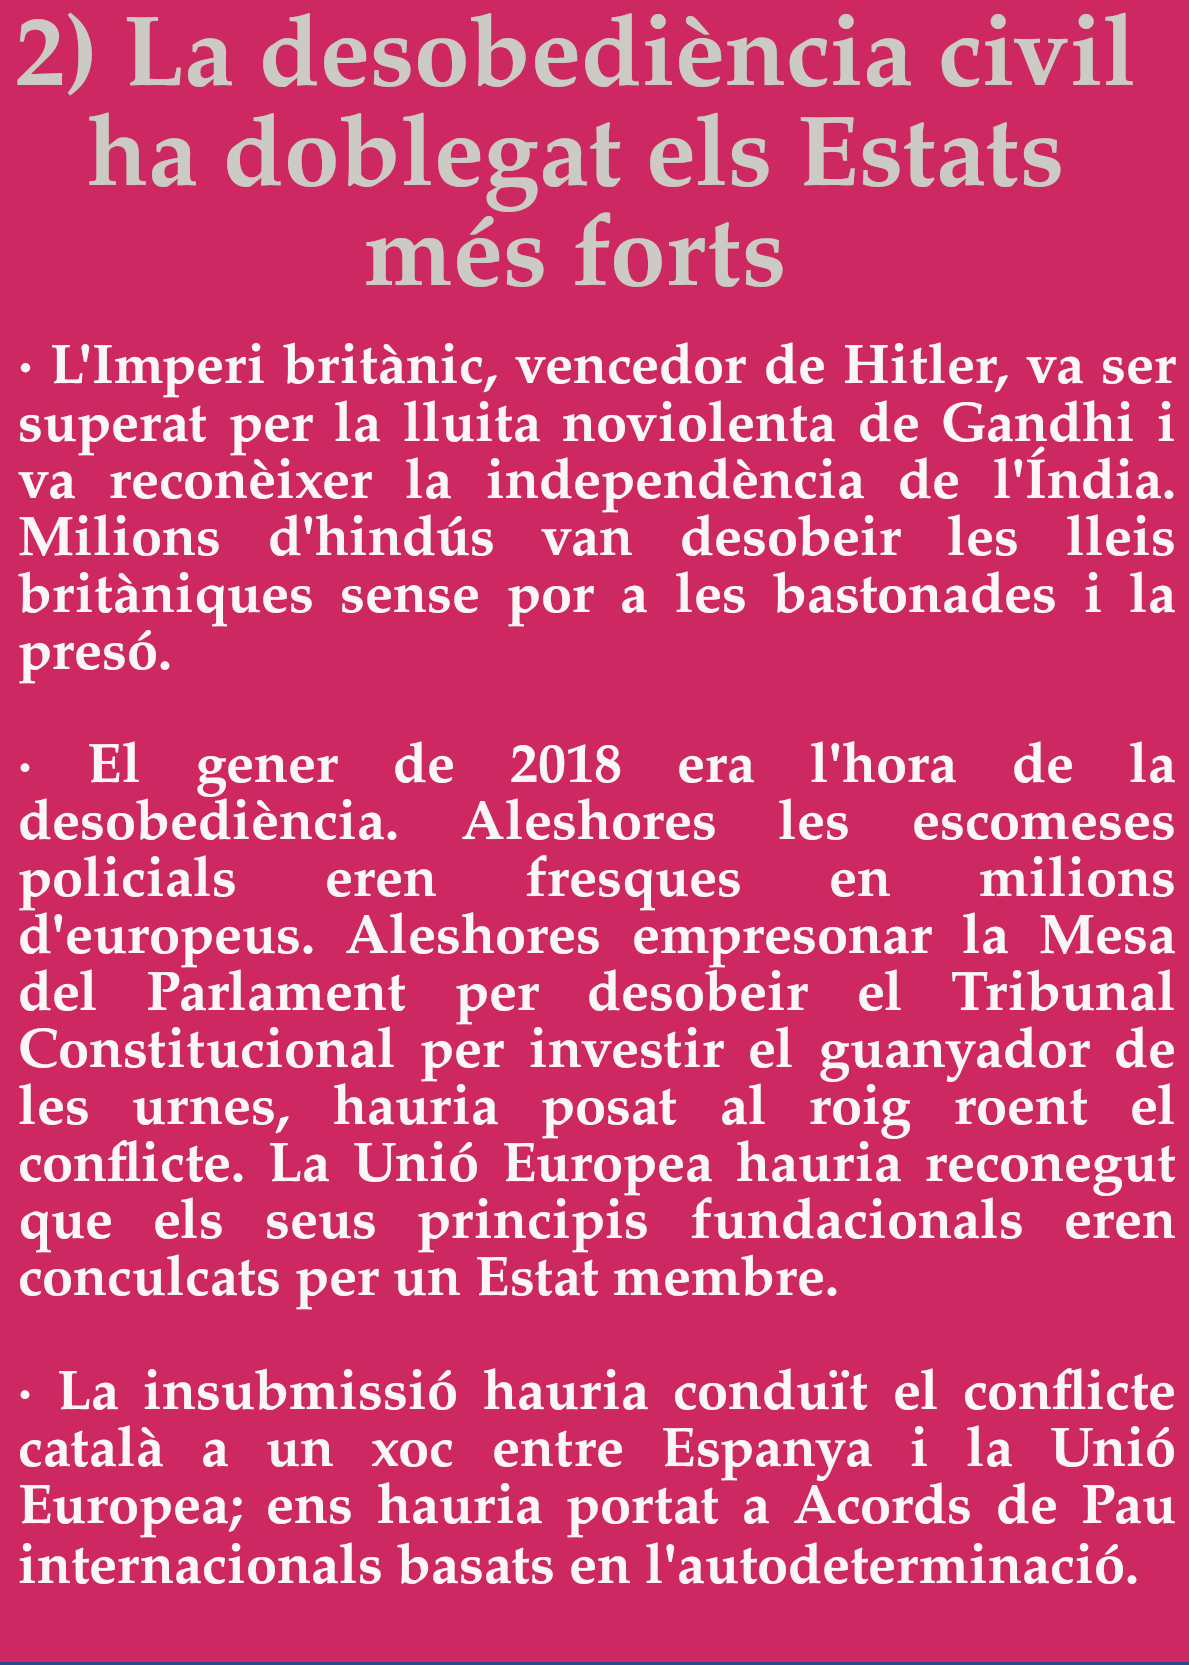 2) La desobediència civil
ha doblegat els Estats
més forts
· L'Imperi britànic, vencedor de Hitler, va ser
superat per la lluita noviolenta de Gandhi i
va reconèixer la independència de l'Índia.
Milions d'hindús van desobeir les lleis
britàniques sense por a les bastonades i la
presó.
· El gener de 2018 era l'hora de la
desobediència. Aleshores les escomeses
policials eren fresques en milions
d'europeus. Aleshores empresonar la Mesa
del Parlament per desobeir el Tribunal
Constitucional per investir el guanyador de
les urnes, hauria posat al roig roent el
conflicte. La Unió Europea hauria reconegut
que els seus principis fundacionals eren
conculcats per un Estat membre.
· La insubmissió hauria conduït el conflicte
català a un xoc entre Espanya i la Unió
Europea; ens hauria portat a Acords de Pau
internacionals basats en l'autodeterminació.